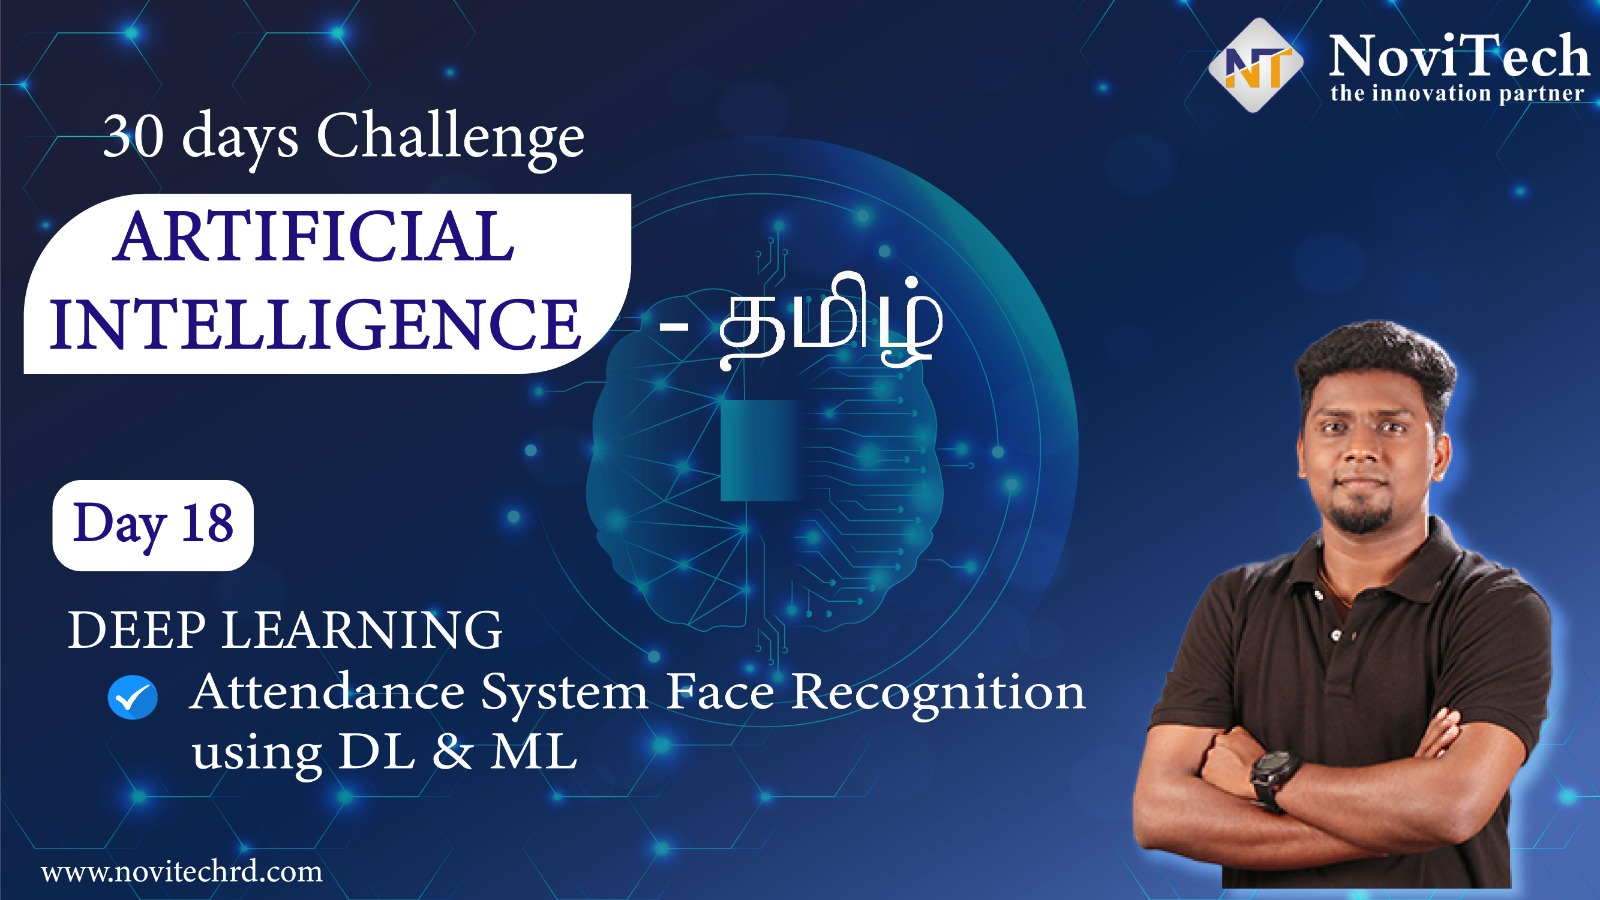 NT NoviTech
the innovation partner
30 days Challenge
ARTIFICIAL
INTELLIGENCE - தமிழ்
Day 18
DEEP LEARNING
Attendance System Face Recognition
using DL & ML
www.novitechrd.com